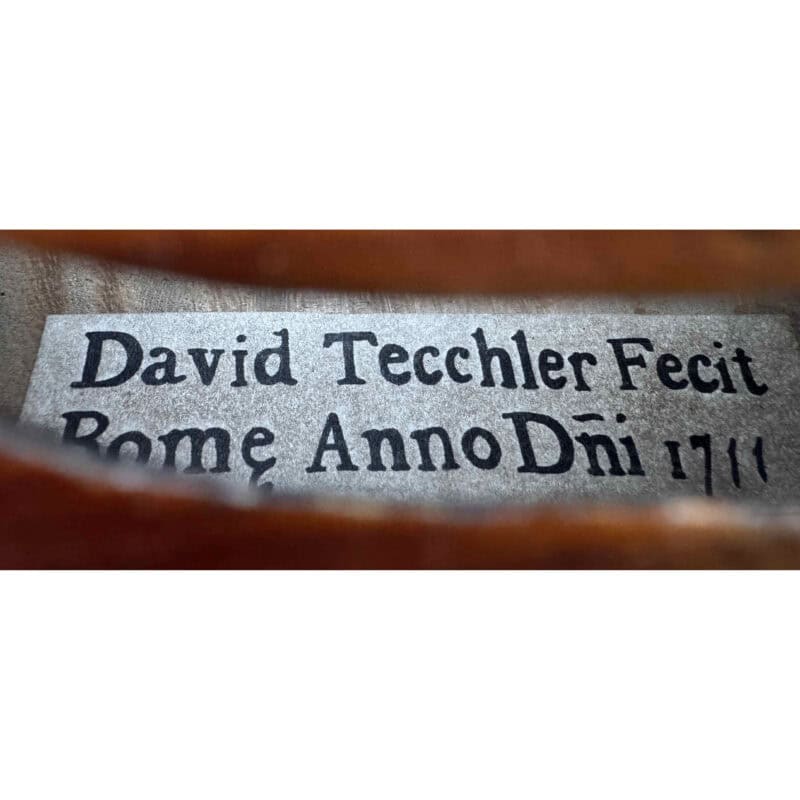 David Tecchler Fecit
Romę Anno Dñi 1711